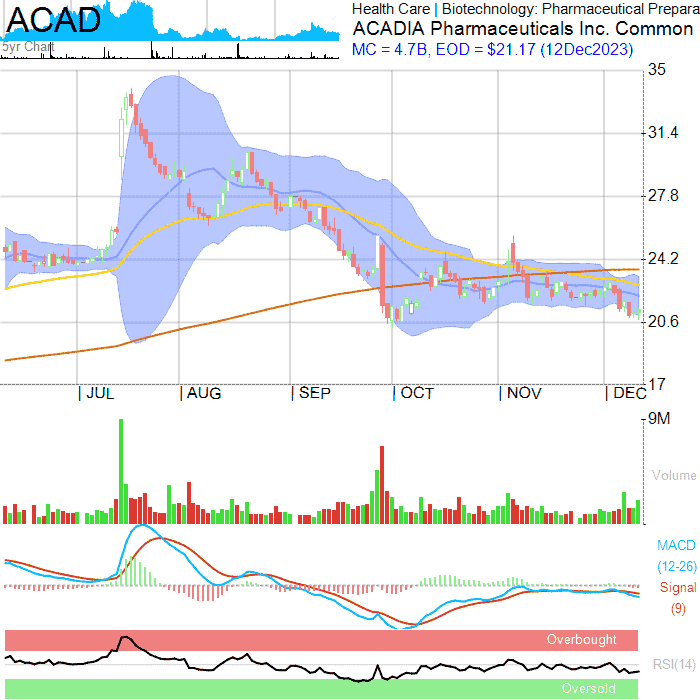 ACAD
5yr Chart
Health Care | Biotechnology: Pharmaceutical Prepara
ACADIA Pharmaceuticals Inc. Common
MC = 4.7B, EOD = $21.17 (12Dec2023)
35
31.4
27.8
24.2
20.6
17
| JUL | AUG | SEP | OCT | NOV | DEC
9M
Volume
MACD
(12-26)
Signal
(9)
Overbought
RSI(14)
Oversold